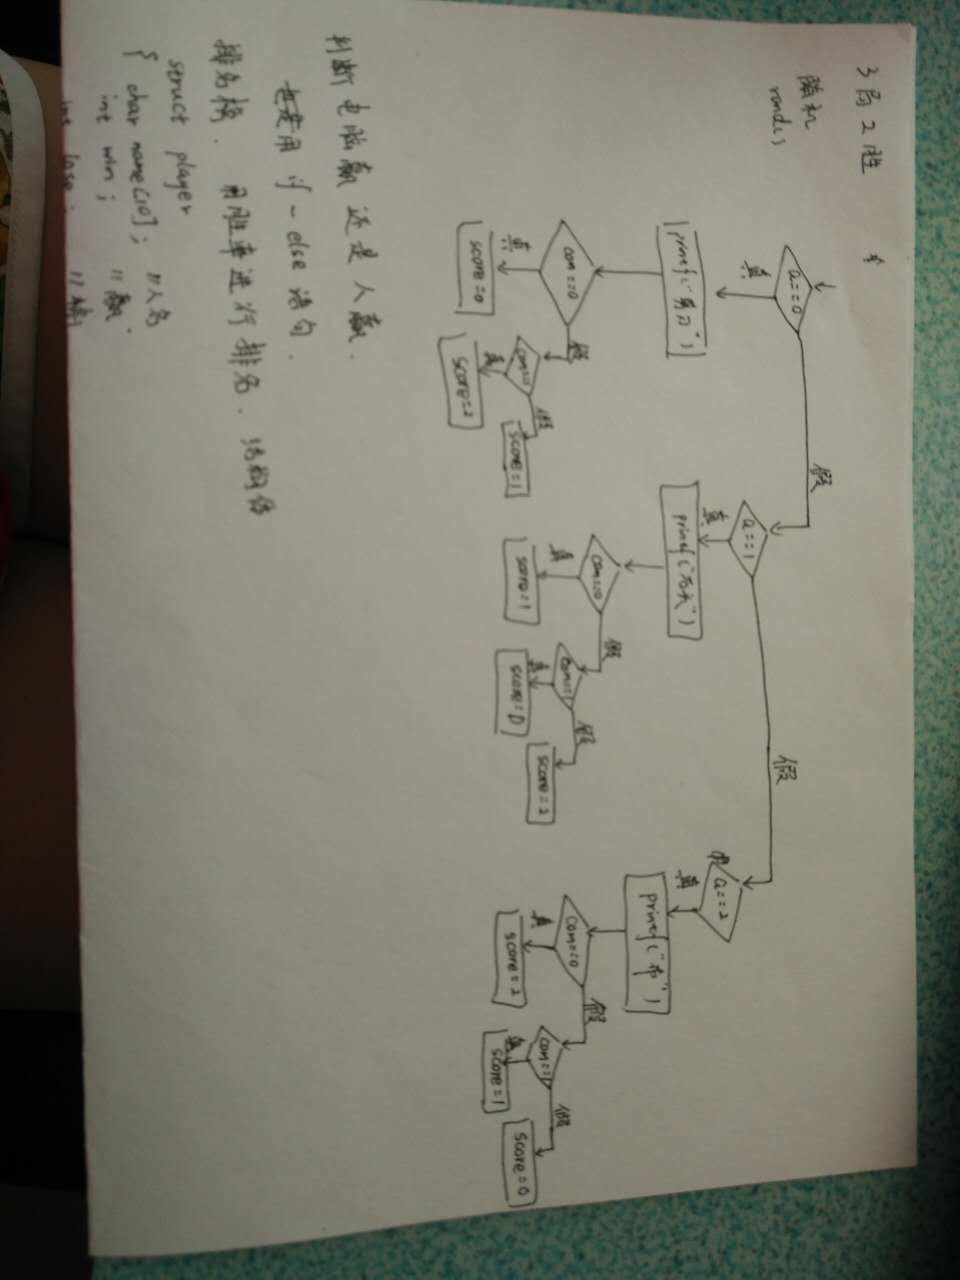 3局2胜
随机
rand()
a==0
真
假
printf("剪刀")
com==0
真
score=0
假
com==1
真
score=2
假
score=1
a==1
真
假
printf("石头")
com==0
真
score=1
假
com==1
真
score=0
假
score=2
a==2
真
printf("布")
com==0
真
score=2
假
com==1
真
score=1
假
score=0
判断电脑赢还是人赢.
用 if-else 语句.
排名榜. 用胜率进行排名. 结构体
struct player
{ char name[10]; //人名
int win; //赢.
int lose; //输